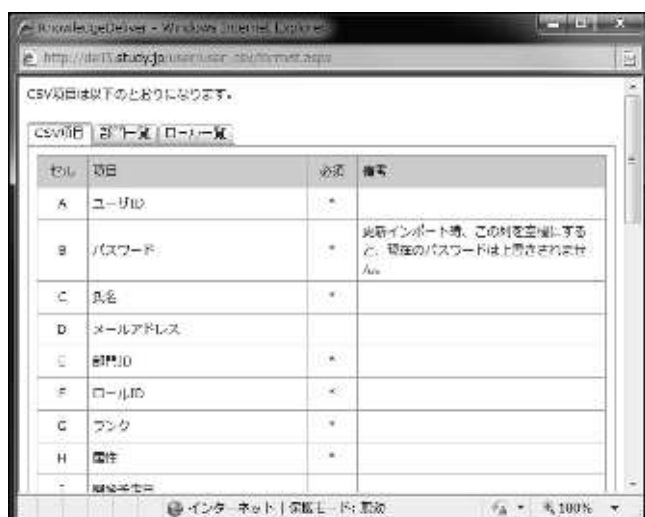 KnowledgeDeliver - Windows Internet Explorer
CSV項目は以下のとおりになります。
CSV項目 部門一覧 ロール一覧
セル 項目 必須 備考
A ユーザID *
B パスワード * 更新インポート時、この列を空欄にする
と、現在のパスワードは上書きされませ
ん。
C 氏名 *
D メールアドレス
E 部門ID *
F ロールID *
G ランク *
H 属性 *
インターネット | 保護モード: 無効 100%